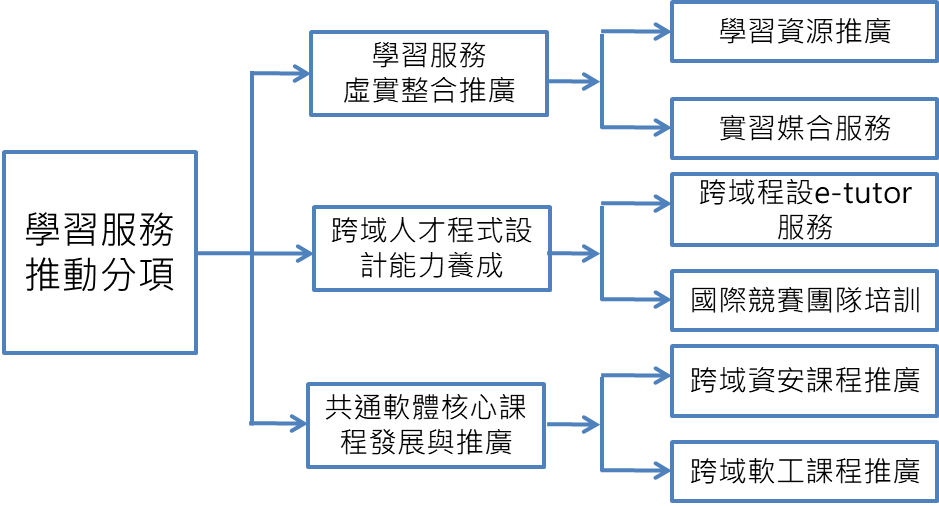 學習服務
推動分項
學習服務
虛實整合推廣
學習資源推廣
實習媒合服務
跨域人才程式設
計能力養成
跨域程設e-tutor
服務
國際競賽團隊培訓
共通軟體核心課
程發展與推廣
跨域資安課程推廣
跨域軟工課程推廣